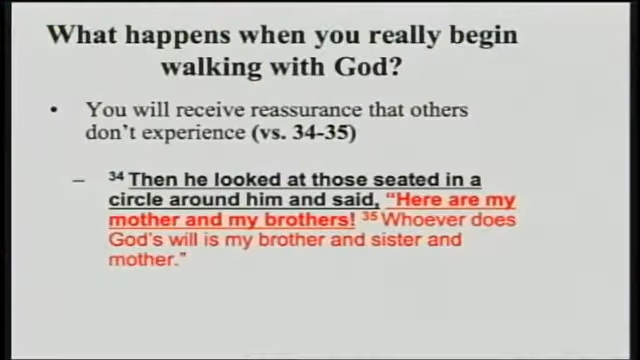 What happens when you really begin
walking with God?
• You will receive reassurance that others
don't experience (vs. 34-35)
– 34 Then he looked at those seated in a
circle around him and said, "Here are my
mother and my brothers! 35 Whoever does
God's will is my brother and sister and
mother."